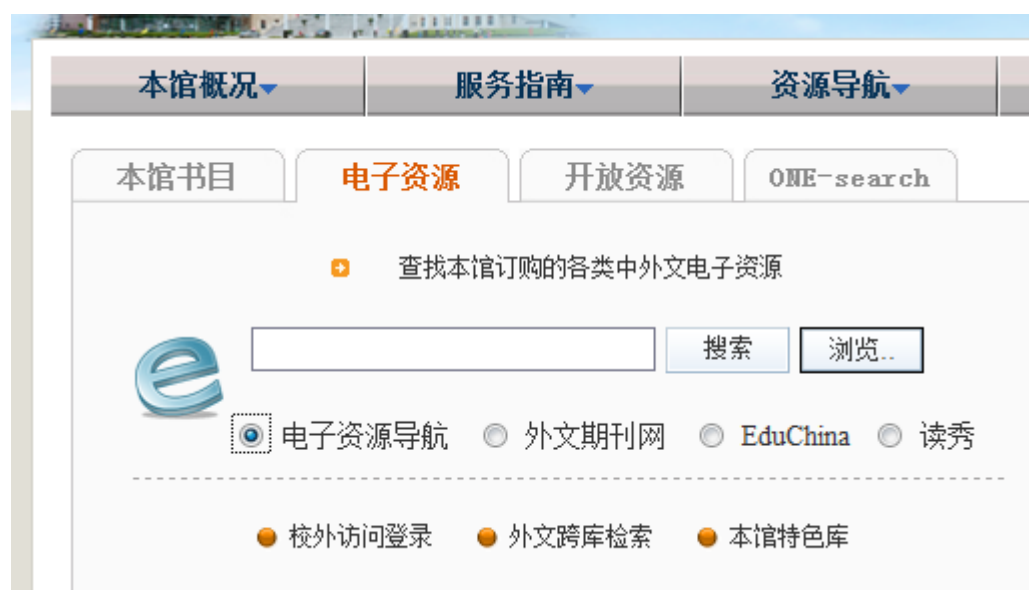 本馆概况 服务指南 资源导航
本馆书目 电子资源 开放资源 ONE-search
查找本馆订购的各类中外文电子资源
搜索 浏览..
电子资源导航 外文期刊网 EduChina 读秀
校外访问登录 外文跨库检索 本馆特色库